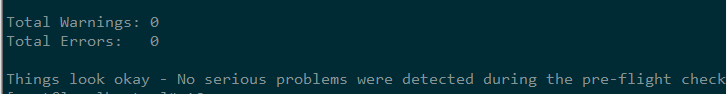 Total Warnings: 0
Total Errors:   0
Things look okay - No serious problems were detected during the pre-flight check